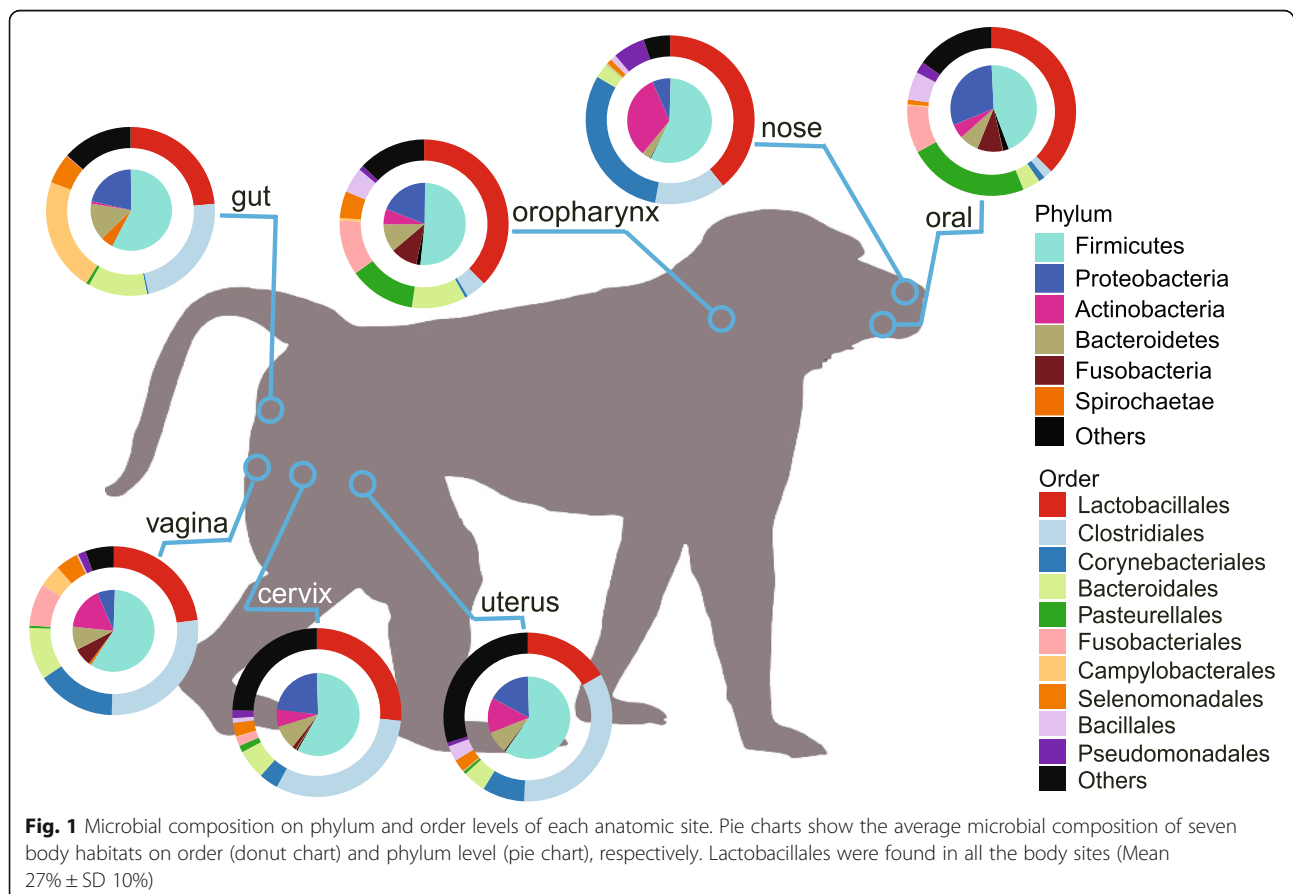 nose
gut
oropharynx
oral
Phylum
Firmicutes
Proteobacteria
Actinobacteria
Bacteroidetes
Fusobacteria
Spirochaetae
Others
Order
Lactobacillales
Clostridiales
Corynebacteriales
Bacteroidales
Pasteurellales
Fusobacteriales
Campylobacterales
Selenomonadales
Bacillales
Pseudomonadales
Others
vagina
cervix
uterus
Fig. 1 Microbial composition on phylum and order levels of each anatomic site. Pie charts show the average microbial composition of seven
body habitats on order (donut chart) and phylum level (pie chart), respectively. Lactobacillales were found in all the body sites (Mean
27% ± SD 10%)